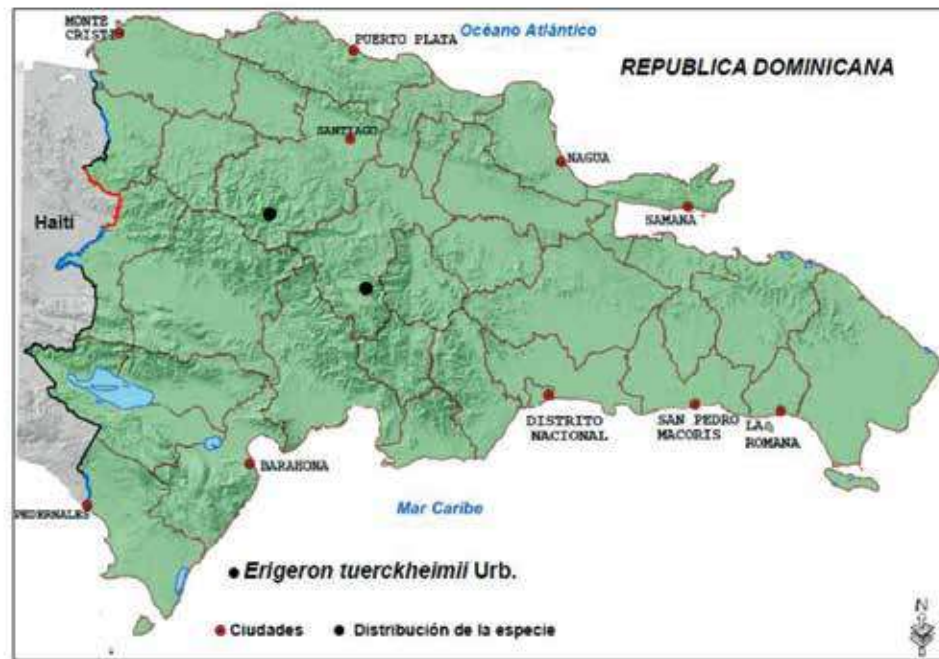 MONTE
CRISTI
PUERTO PLATA
Océano Atlántico
REPUBLICA DOMINICANA
SANTIAGO
NAGUA
SAMANA
Haití
DISTRITO
NACIONAL
SAN PEDRO
MACORIS
LA
ROMANA
BARAHONA
PEDERNALES
Mar Caribe
Erigeron tuerckheimii Urb.
Ciudades
Distribución de la especie
N